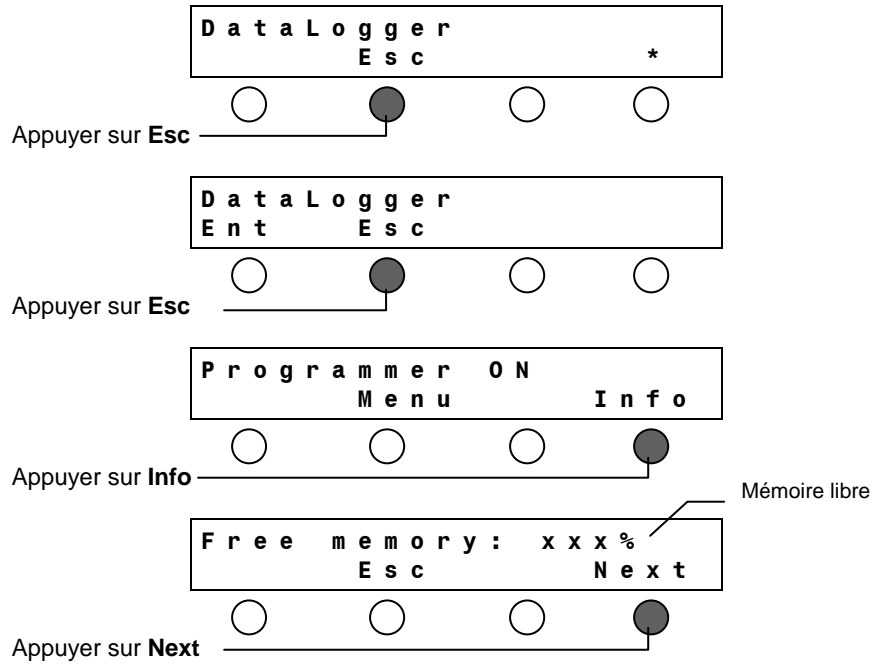 DataLogger
Esc *
Appuyer sur Esc
DataLogger
Ent Esc
Appuyer sur Esc
Programmer ON
Menu Info
Appuyer sur Info
Mémoire libre
Free memory: xxx%
Esc Next
Appuyer sur Next